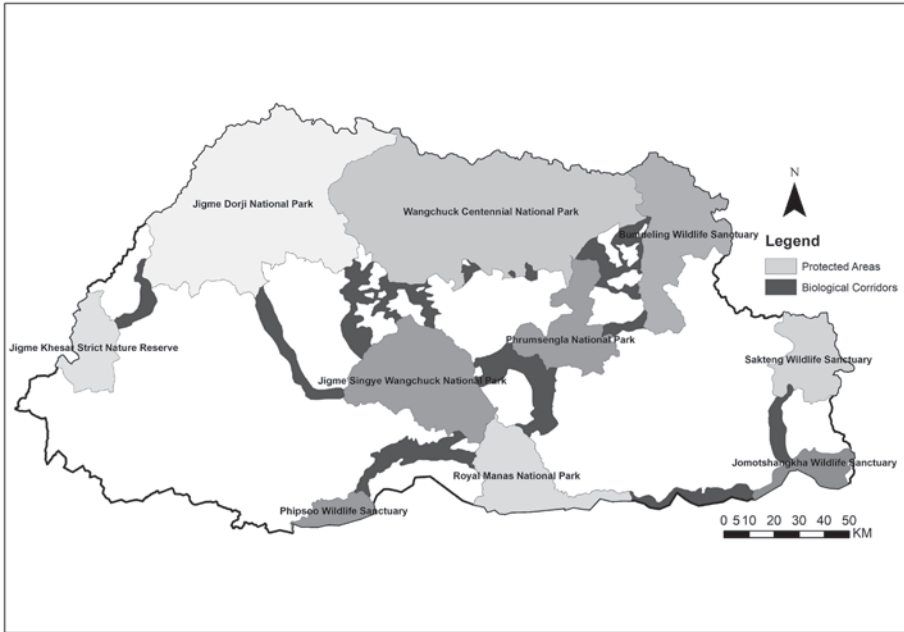 N
Jigme Dorji National Park
Wangchuck Centennial National Park
Bumdeling Wildlife Sanctuary
Legend
Protected Areas
Biological Corridors
Phrumsengla National Park
Jigme Khesar Strict Nature Reserve
Sakteng Wildlife Sanctuary
Jigme Singye Wangchuck National Park
Jomotshangkha Wildlife Sanctuary
Royal Manas National Park
Phipsoo Wildlife Sanctuary
0 5 10 20 30 40 50
KM